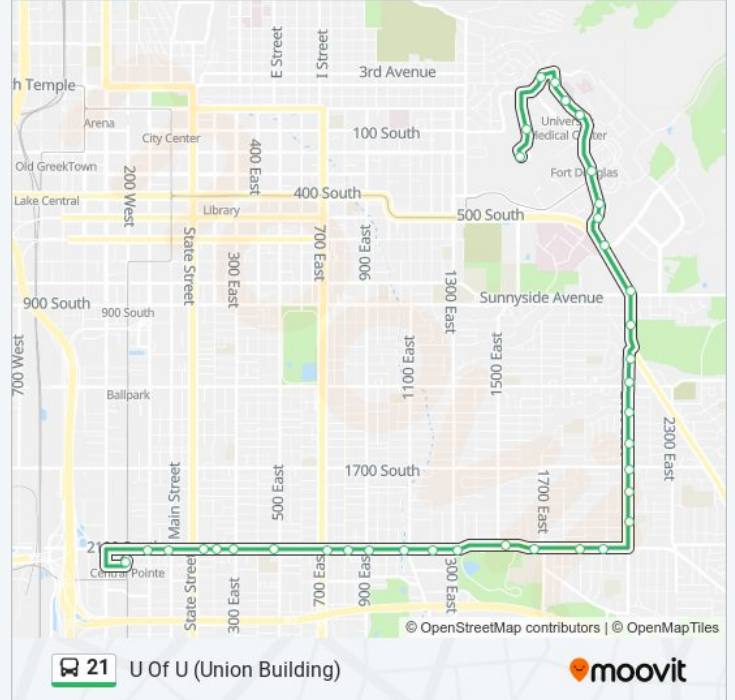 E Street
I Street
3rd Avenue
h Temple
Arena
City Center
100 South
Univers
Medical Center
400 East
Old GreekTown
Fort Douglas
200 West
Lake Central
400 South
Library
500 South
State Street
300 East
700 East
900 East
1300 East
900 South
900 South
Sunnyside Avenue
700 West
1100 East
1500 East
Ballpark
2300 East
Main Street
500 East
1700 South
1700 East
Central Pointe
State Street
300 East
700 East
900 East
300 East
© OpenStreetMap contributors | © OpenMapTiles
21 U Of U (Union Building)
moovit